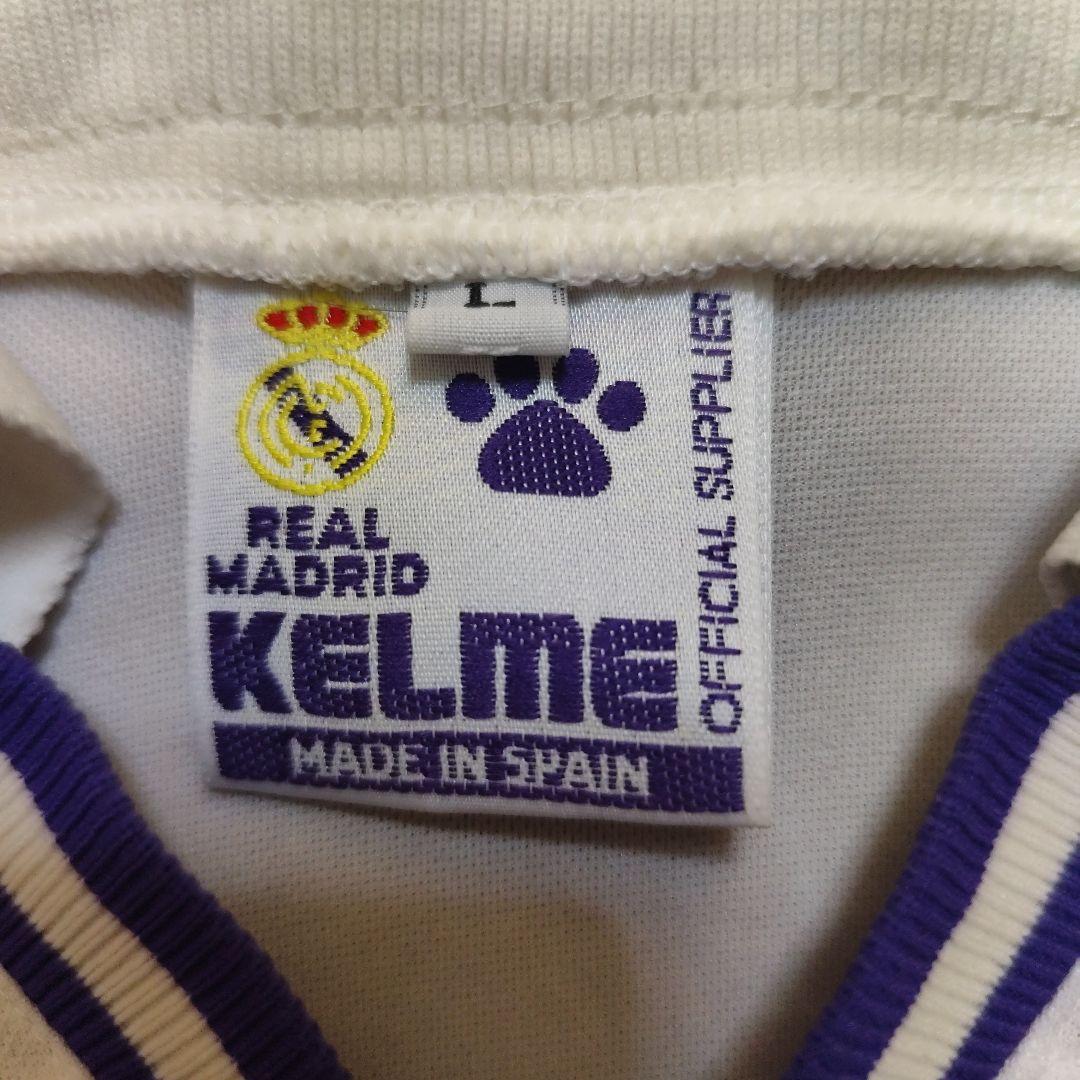 L
REAL
MADRID
KELME
MADE IN SPAIN
OFFICIAL SUPPLIER